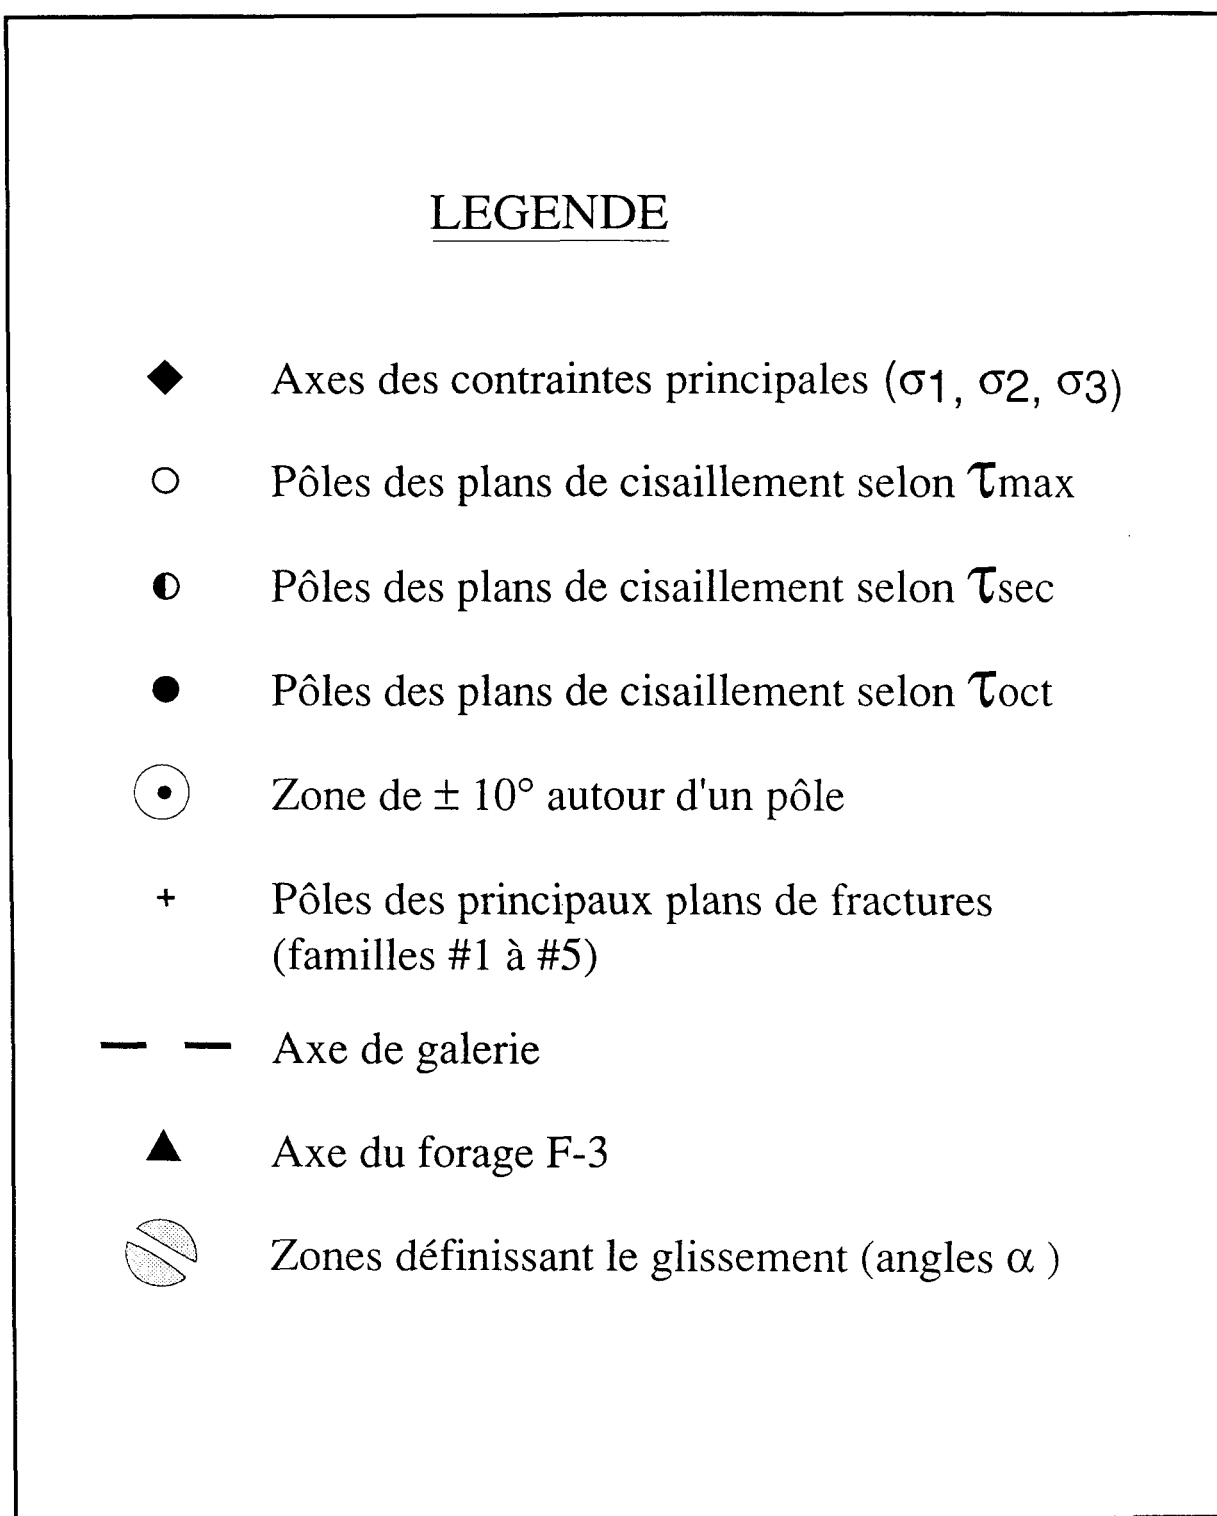 LEGENDE
Axes des contraintes principales (σ1, σ2, σ3)
Pôles des plans de cisaillement selon τmax
Pôles des plans de cisaillement selon τsec
Pôles des plans de cisaillement selon τoct
Zone de ± 10° autour d'un pôle
Pôles des principaux plans de fractures
(familles #1 à #5)
Axe de galerie
Axe du forage F-3
Zones définissant le glissement (angles α )